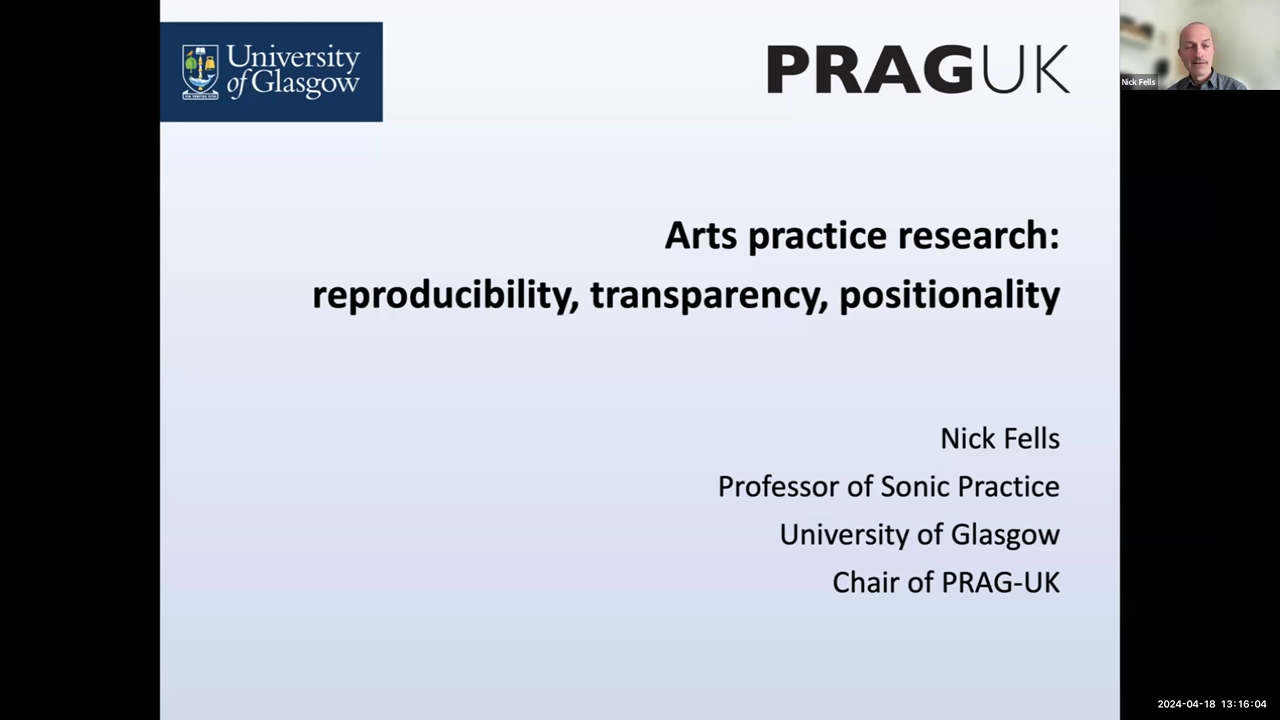 University
of Glasgow
PRAGUK
Nick Fells
Arts practice research:
reproducibility, transparency, positionality
Nick Fells
Professor of Sonic Practice
University of Glasgow
Chair of PRAG-UK
2024-04-18 13:16:04